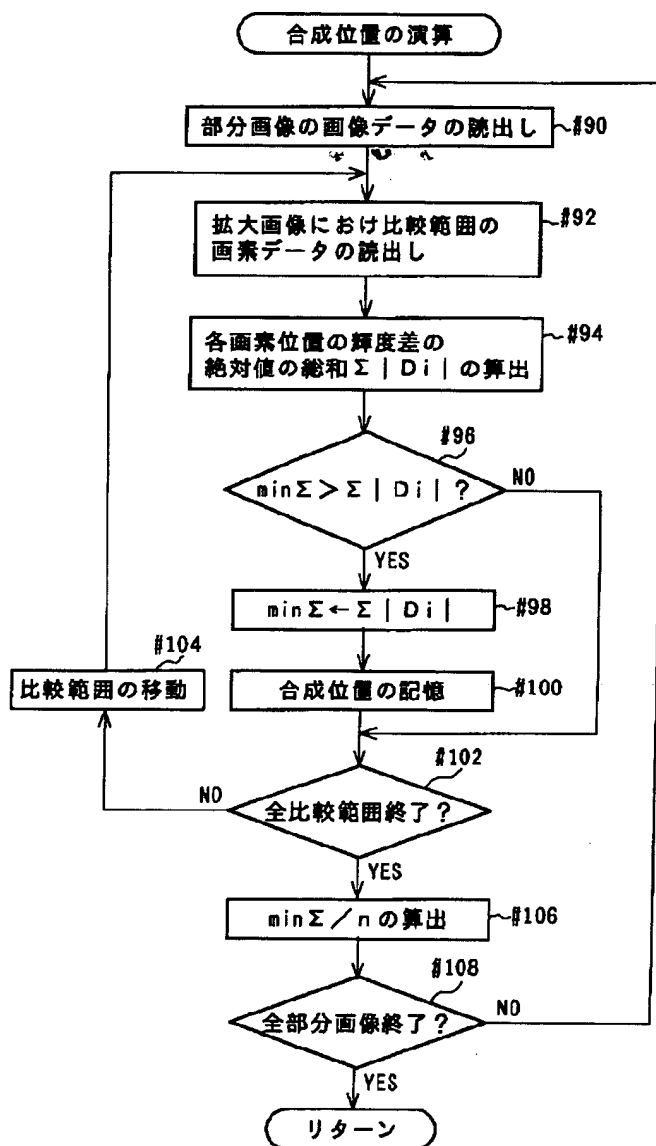 合成位置の演算
部分画像の画像データの読出し
#90
拡大画像におけ比較範囲の
画素データの読出し
#92
各画素位置の輝度差の
絶対値の総和Σ|Di|の算出
#94
minΣ>Σ|Di|?
#96
NO
YES
minΣ←Σ|Di|
#98
#104
比較範囲の移動
合成位置の記憶
#100
#102
全比較範囲終了?
NO
YES
minΣ/nの算出
#106
#108
全部分画像終了?
NO
YES
リターン